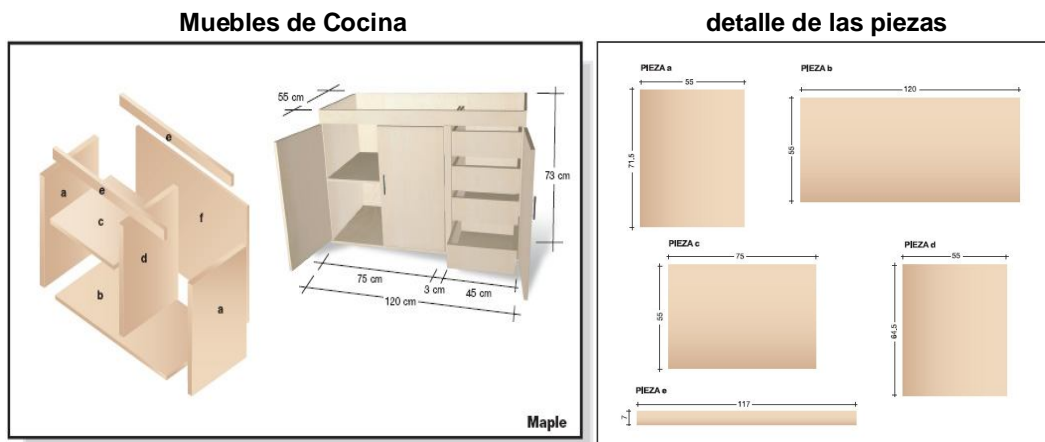 Muebles de Cocina
detalle de las piezas
55 cm
73 cm
75 cm
3 cm
45 cm
120 cm
e
a
e
c
f
d
b
a
Maple
PIEZA a
55
71,5
PIEZA b
120
55
PIEZA c
75
55
PIEZA d
55
64,5
PIEZA e
117
7